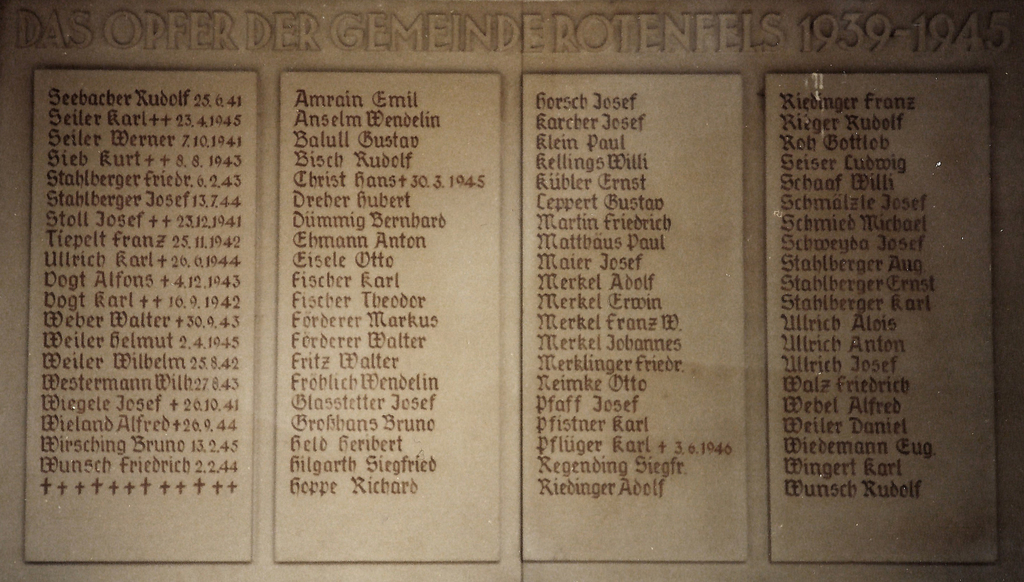 DAS OPFER DER GEMEINDE ROTENFELS 1939-1945
Seebacher Rudolf 25.6.41
Seiler Karl ++ 23.4.1945
Seiler Werner 7.10.1941
Sieb Kurt ++ 8.8.1943
Stahlberger Friedr. 6.2.43
Stahlberger Josef 13.7.44
Stoll Josef ++ 23.12.1941
Tiepelt Franz 25.11.1942
Ullrich Karl + 26.6.1944
Vogt Alfons + 4.12.1943
Vogt Karl ++ 16.9.1942
Weber Walter + 30.9.43
Weiler Helmut 2.4.1945
Weiler Wilhelm 25.8.42
Westermann Wilh 27.8.43
Wiegele Josef + 26.10.41
Wieland Alfred + 26.9.44
Wirsching Bruno 13.2.45
Wunsch Friedrich 2.2.44
+ + + + + + + + + + + +
Amrain Emil
Anselm Wendelin
Balull Gustav
Bisch Rudolf
Christ Hans + 30.3.1945
Dreher Hubert
Dümmig Bernhard
Ehmann Anton
Eisele Otto
Fischer Karl
Fischer Theodor
Förderer Markus
Förderer Walter
Fritz Walter
Fröhlich Wendelin
Glasstetter Josef
Großhans Bruno
Held Heribert
Hilgarth Siegfried
Hoppe Richard
Horsch Josef
Karcher Josef
Klein Paul
Kellings Willi
Kübler Ernst
Leppert Gustav
Martin Friedrich
Matthäus Paul
Maier Josef
Merkel Adolf
Merkel Erwin
Merkel Franz W.
Merkel Johannes
Merklinger Friedr.
Neimke Otto
Pfaff Josef
Pfistner Karl
Pflüger Karl + 3.6.1946
Regending Siegfr.
Riedinger Adolf
Riedinger Franz
Rieger Rudolf
Roh Gottlob
Seiser Ludwig
Schaaf Willi
Schmälzle Josef
Schmied Michael
Schweyda Josef
Stahlberger Aug.
Stahlberger Ernst
Stahlberger Karl
Ullrich Alois
Ullrich Anton
Ullrich Josef
Walz Friedrich
Webel Alfred
Weiler Daniel
Wiedemann Eug.
Wingert Karl
Wunsch Rudolf